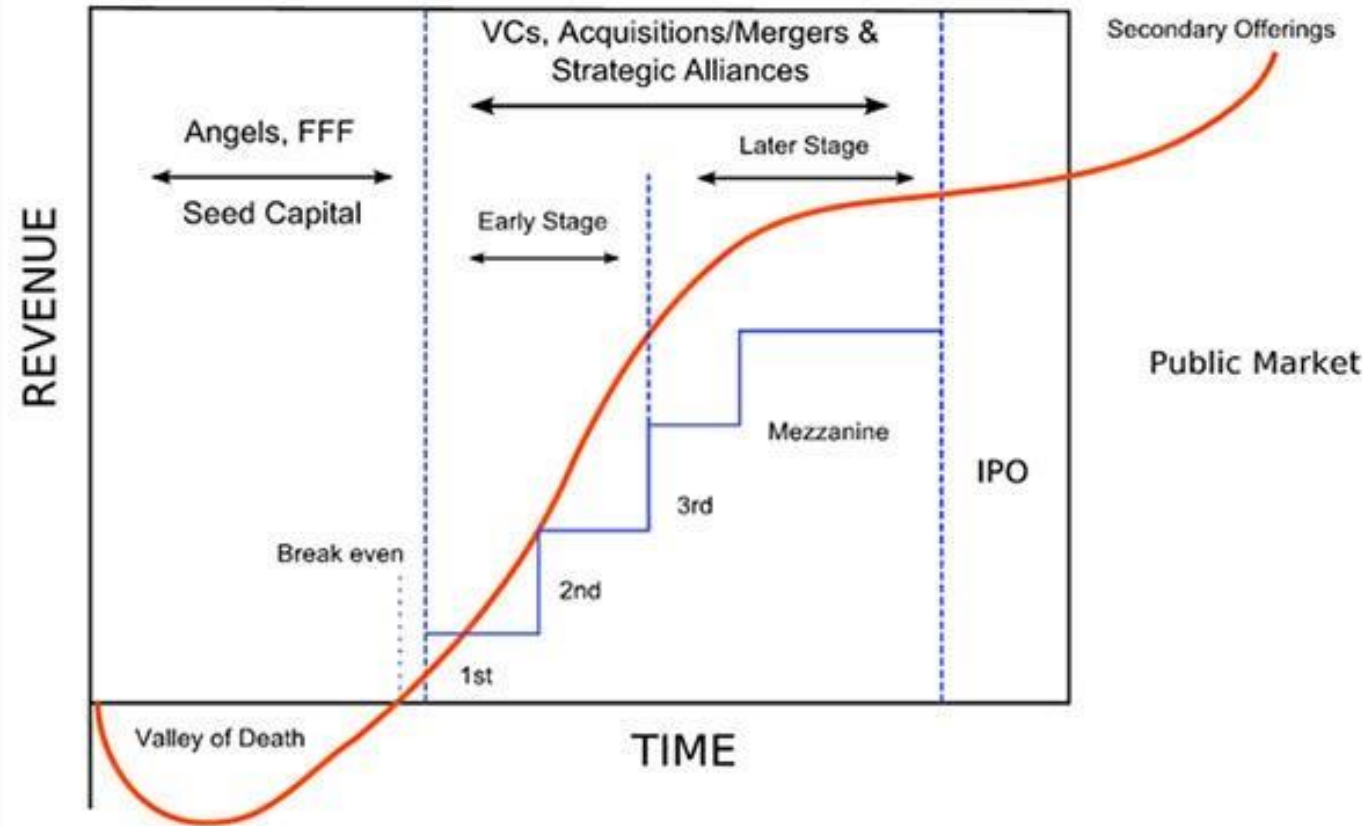 VCs, Acquisitions/Mergers &
Strategic Alliances
Secondary Offerings
Angels, FFF
Seed Capital
Later Stage
Early Stage
REVENUE
Public Market
Mezzanine
IPO
3rd
Break even
2nd
1st
Valley of Death
TIME